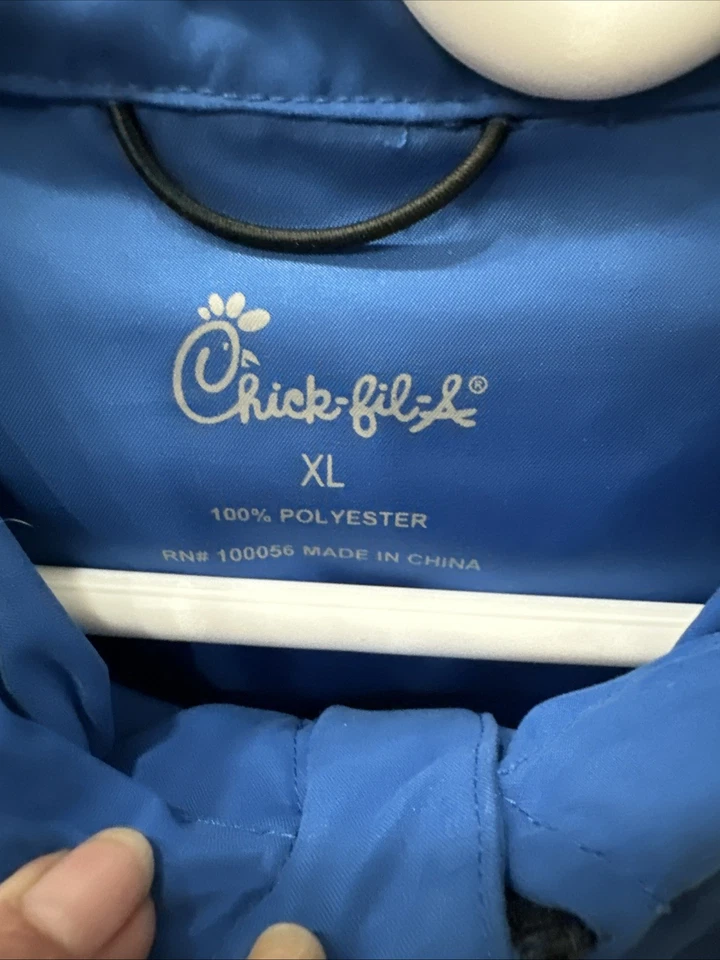 Chick-fil-A®
XL
100% POLYESTER
RN# 100056 MADE IN CHINA